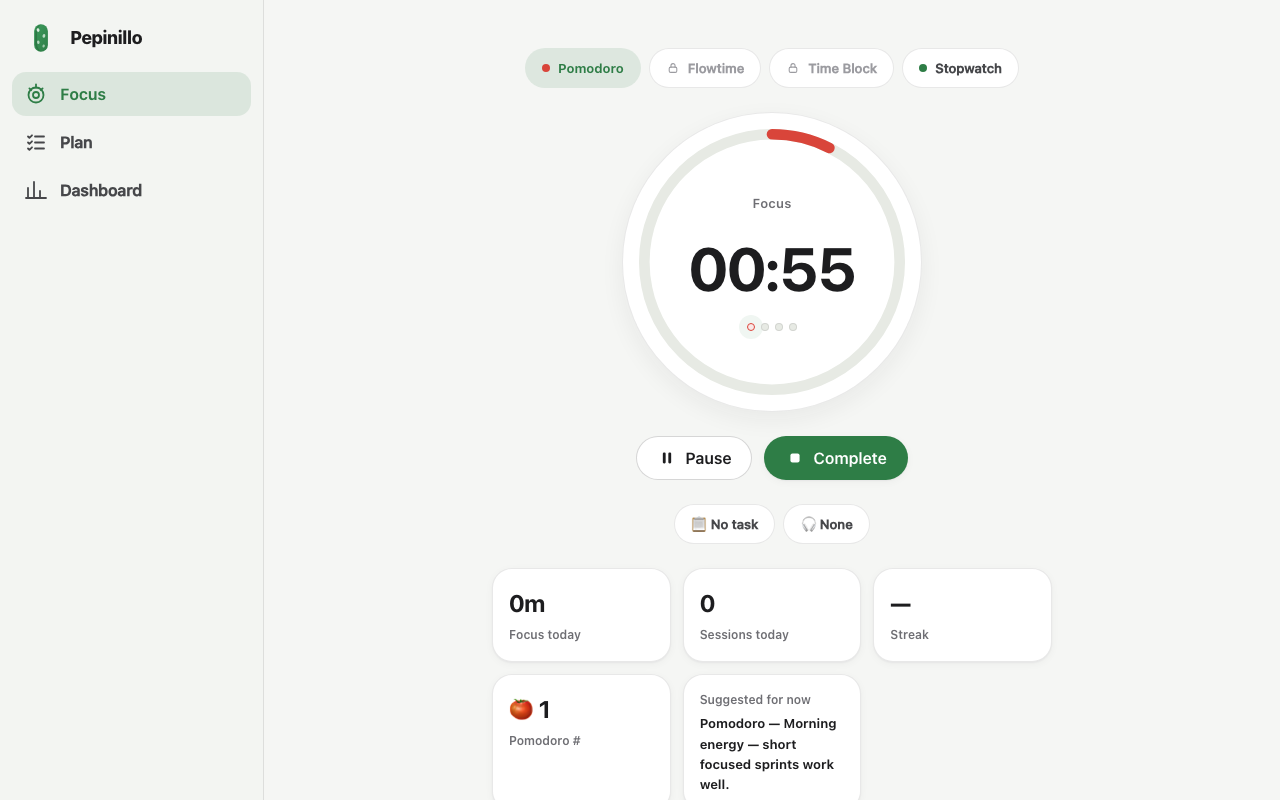 Pepinillo
Focus
Plan
Dashboard
Pomodoro
Flowtime
Time Block
Stopwatch
Focus
00:55
Pause
Complete
No task
None
0m
Focus today
0
Sessions today
—
Streak
1
Pomodoro #
Suggested for now
Pomodoro — Morning
energy — short
focused sprints work
well.